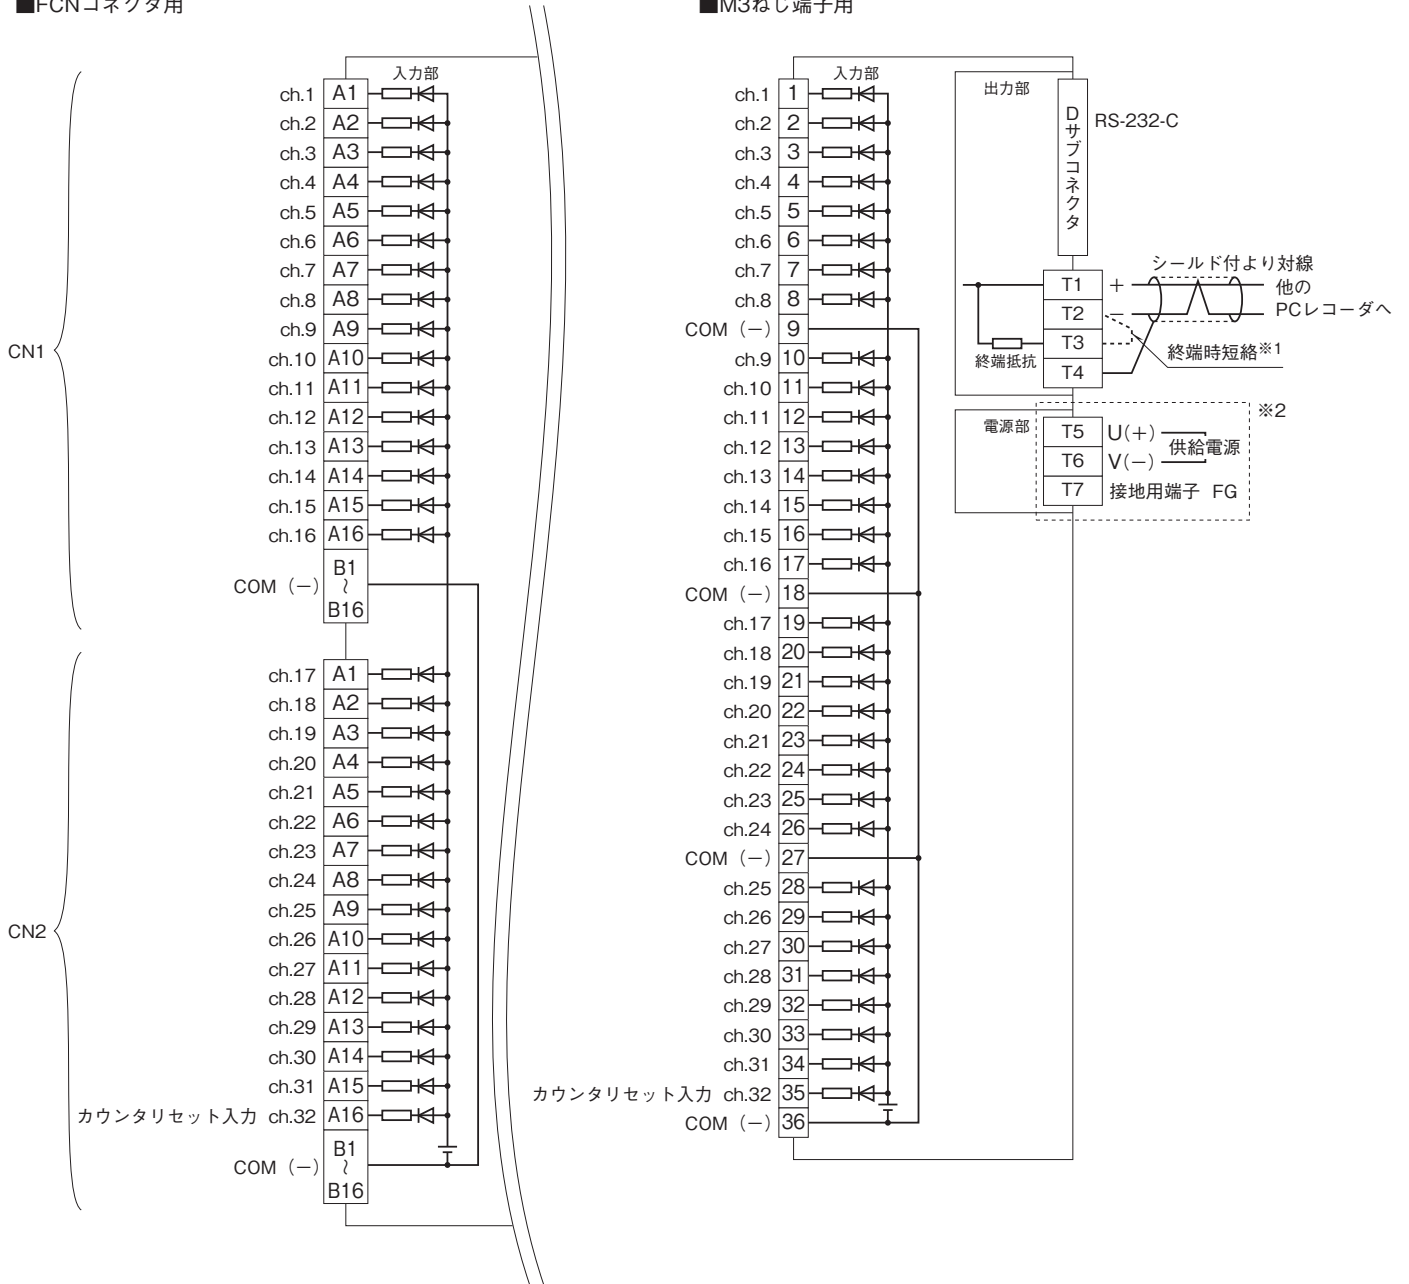 ■FCNコネクタ用
入力部
CN1
ch.1 A1
ch.2 A2
ch.3 A3
ch.4 A4
ch.5 A5
ch.6 A6
ch.7 A7
ch.8 A8
ch.9 A9
ch.10 A10
ch.11 A11
ch.12 A12
ch.13 A13
ch.14 A14
ch.15 A15
ch.16 A16
COM（−） B1 〜 B16
CN2
ch.17 A1
ch.18 A2
ch.19 A3
ch.20 A4
ch.21 A5
ch.22 A6
ch.23 A7
ch.24 A8
ch.25 A9
ch.26 A10
ch.27 A11
ch.28 A12
ch.29 A13
ch.30 A14
ch.31 A15
カウンタリセット入力 ch.32 A16
COM（−） B1 〜 B16
■M3ねじ端子用
入力部
ch.1 1
ch.2 2
ch.3 3
ch.4 4
ch.5 5
ch.6 6
ch.7 7
ch.8 8
COM（−） 9
ch.9 10
ch.10 11
ch.11 12
ch.12 13
ch.13 14
ch.14 15
ch.15 16
ch.16 17
COM（−） 18
ch.17 19
ch.18 20
ch.19 21
ch.20 22
ch.21 23
ch.22 24
ch.23 25
ch.24 26
COM（−） 27
ch.25 28
ch.26 29
ch.27 30
ch.28 31
ch.29 32
ch.30 33
ch.31 34
カウンタリセット入力 ch.32 35
COM（−） 36
出力部
Dサブコネクタ
RS-232-C
シールド付より対線
T1 +
T2 −
T3
T4
他の
PCレコーダへ
終端抵抗
終端時短絡※1
※2
電源部
T5 U(+)
T6 V(−)
供給電源
T7 接地用端子 FG